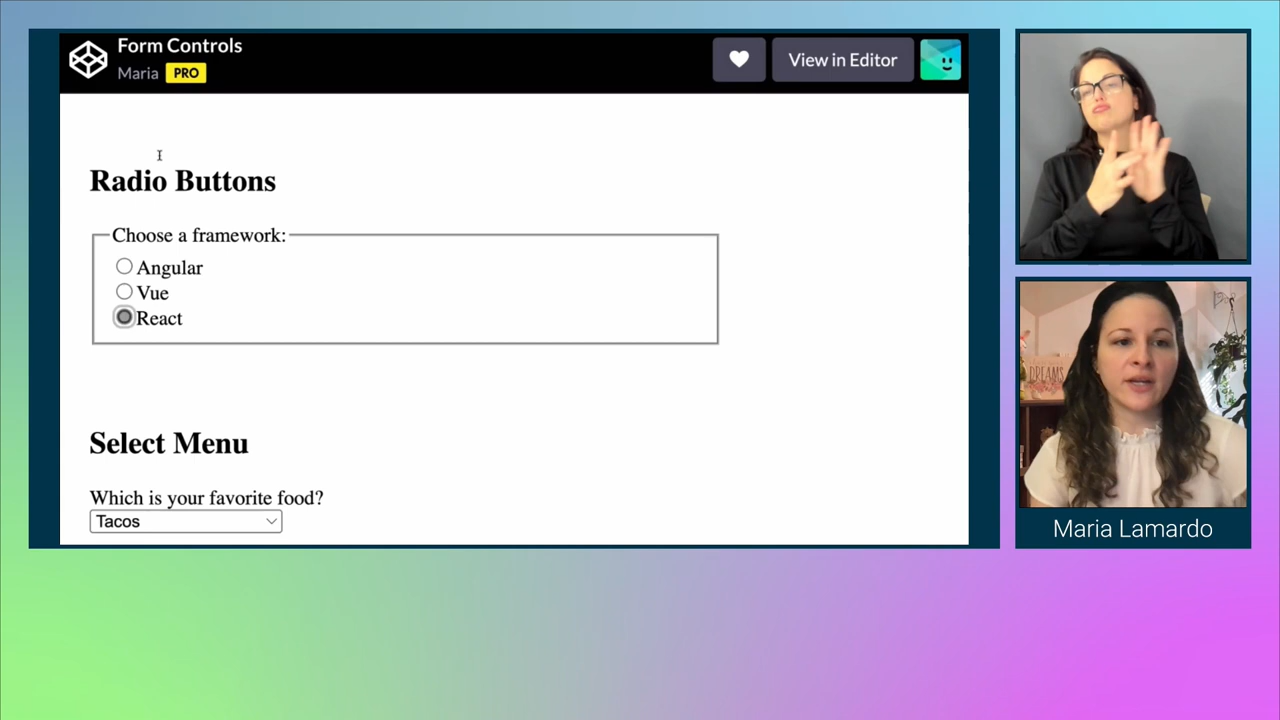 Form Controls
Maria PRO
View in Editor
Radio Buttons
Choose a framework:
Angular
Vue
React
Select Menu
Which is your favorite food?
Tacos
DREAMS
Maria Lamardo